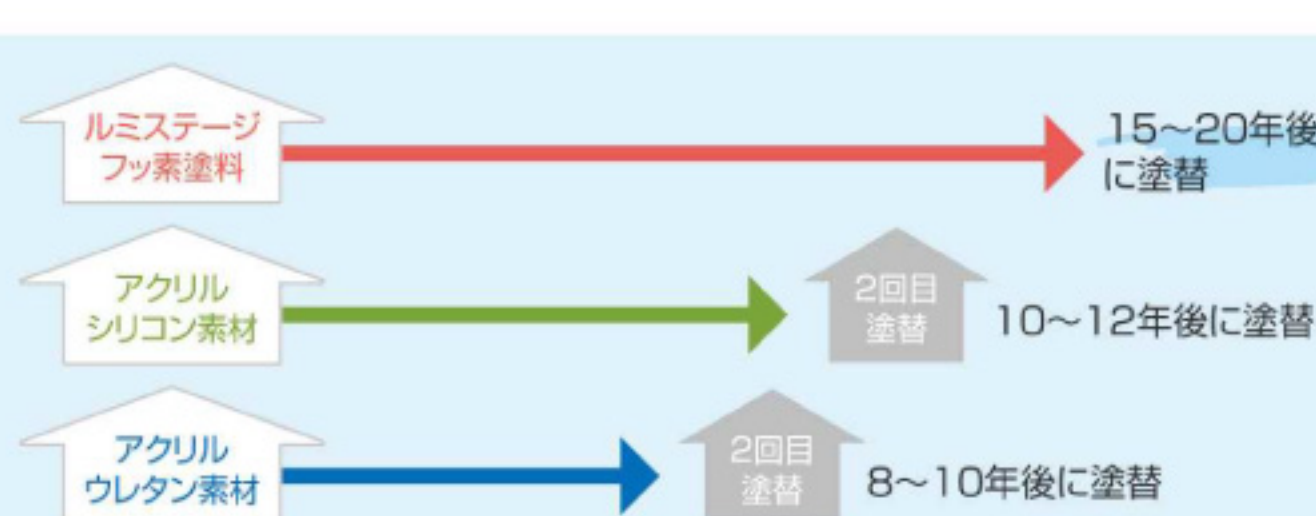 ルミステージ
フッ素塗料
15～20年後
に塗替
アクリル
シリコン素材
2回目
塗替
10～12年後に塗替
アクリル
ウレタン素材
2回目
塗替
8～10年後に塗替